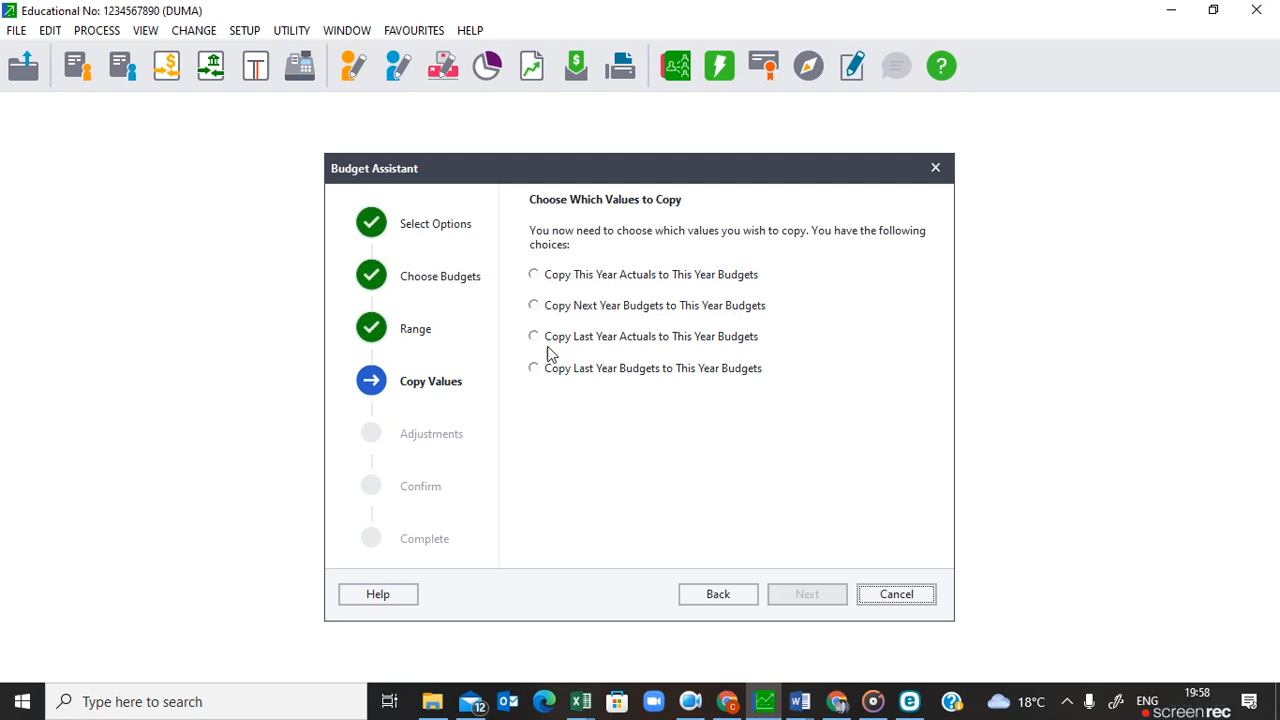 Educational No: 1234567890 (DUMA)
FILE EDIT PROCESS VIEW CHANGE SETUP UTILITY WINDOW FAVOURITES HELP
Budget Assistant
Select Options
Choose Budgets
Range
Copy Values
Adjustments
Confirm
Complete
Choose Which Values to Copy
You now need to choose which values you wish to copy. You have the following
choices:
Copy This Year Actuals to This Year Budgets
Copy Next Year Budgets to This Year Budgets
Copy Last Year Actuals to This Year Budgets
Copy Last Year Budgets to This Year Budgets
Help Back Next Cancel
Type here to search
12
18°C
ENG
19:58
SCREENREC